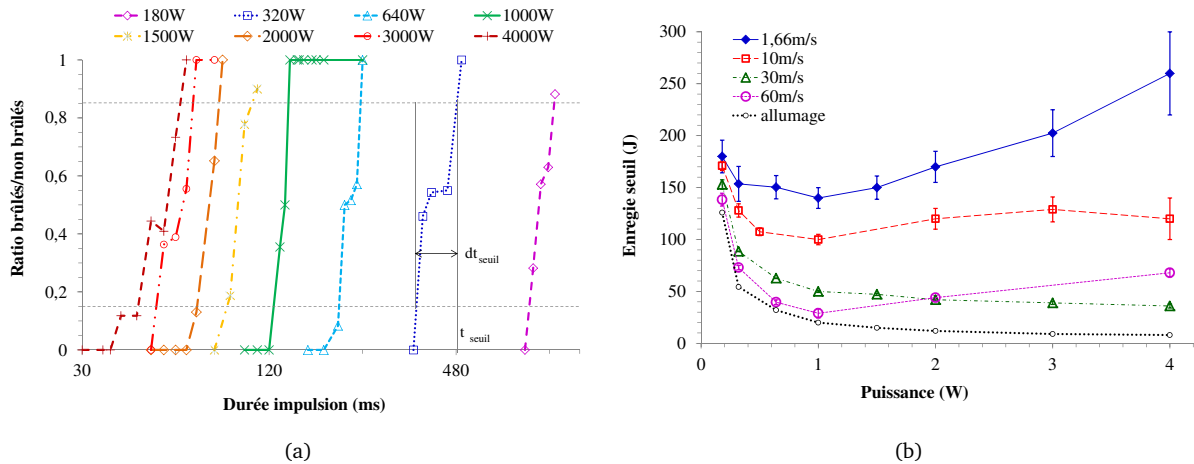 180W 320W 640W 1000W
1500W 2000W 3000W 4000W
Ratio brûlés/non brûlés
1
0,8
0,6
0,4
0,2
0
dt seuil
t seuil
30 120 480
Durée impulsion (ms)
(a)
1,66m/s
10m/s
30m/s
60m/s
allumage
Enregie seuil (J)
300
250
200
150
100
50
0
0 1 2 3 4
Puissance (W)
(b)